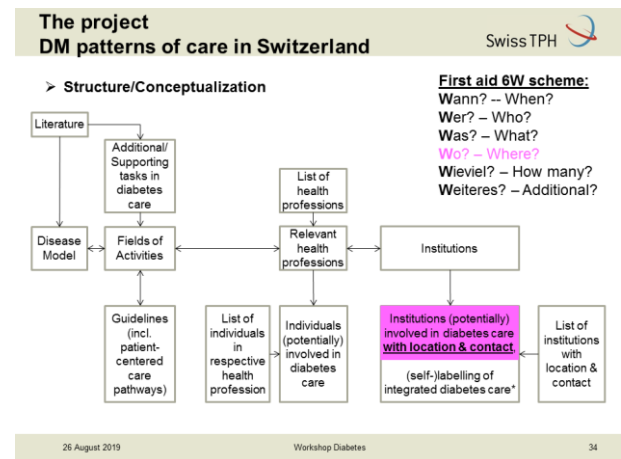 The project
DM patterns of care in Switzerland
Swiss TPH
➢ Structure/Conceptualization
First aid 6W scheme:
Wann? -- When?
Wer? – Who?
Was? – What?
Wo? – Where?
Wieviel? – How many?
Weiteres? – Additional?
Literature
Additional/
Supporting
tasks in
diabetes
care
List of
health
professions
Disease
Model
Fields of
Activities
Relevant
health
professions
Institutions
Guidelines
(incl.
patient-
centered
care
pathways)
List of
individuals
in
respective
health
profession
Individuals
(potentially)
involved in
diabetes
care
Institutions (potentially)
involved in diabetes care
with location & contact,
(self-)labelling of
integrated diabetes care*
List of
institutions
with
location &
contact
26 August 2019
Workshop Diabetes
34